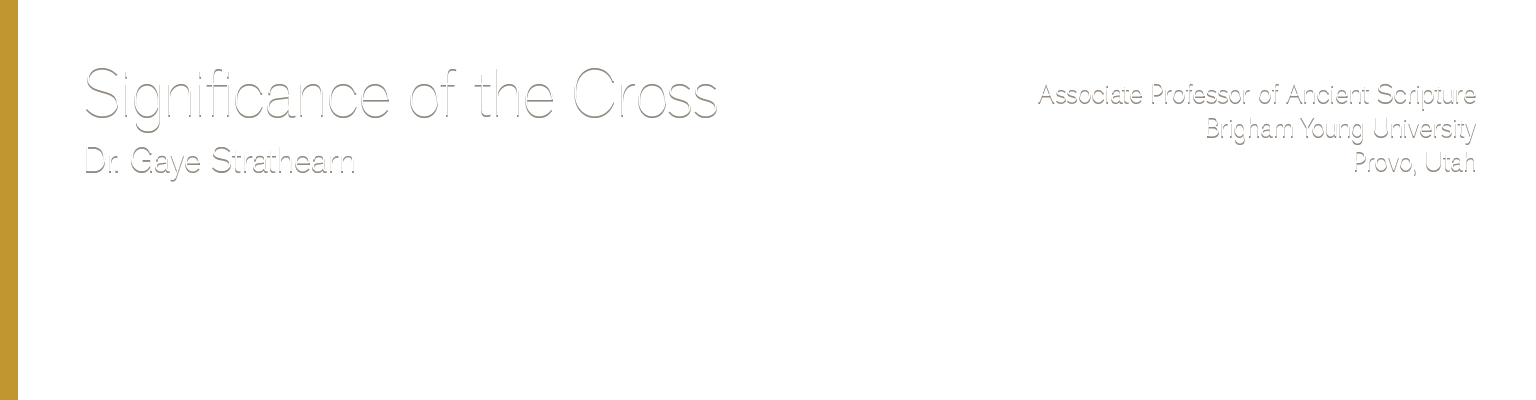 Significance of the Cross
Dr. Gaye Strathearn
Associate Professor of Ancient Scripture
Brigham Young University
Provo, Utah